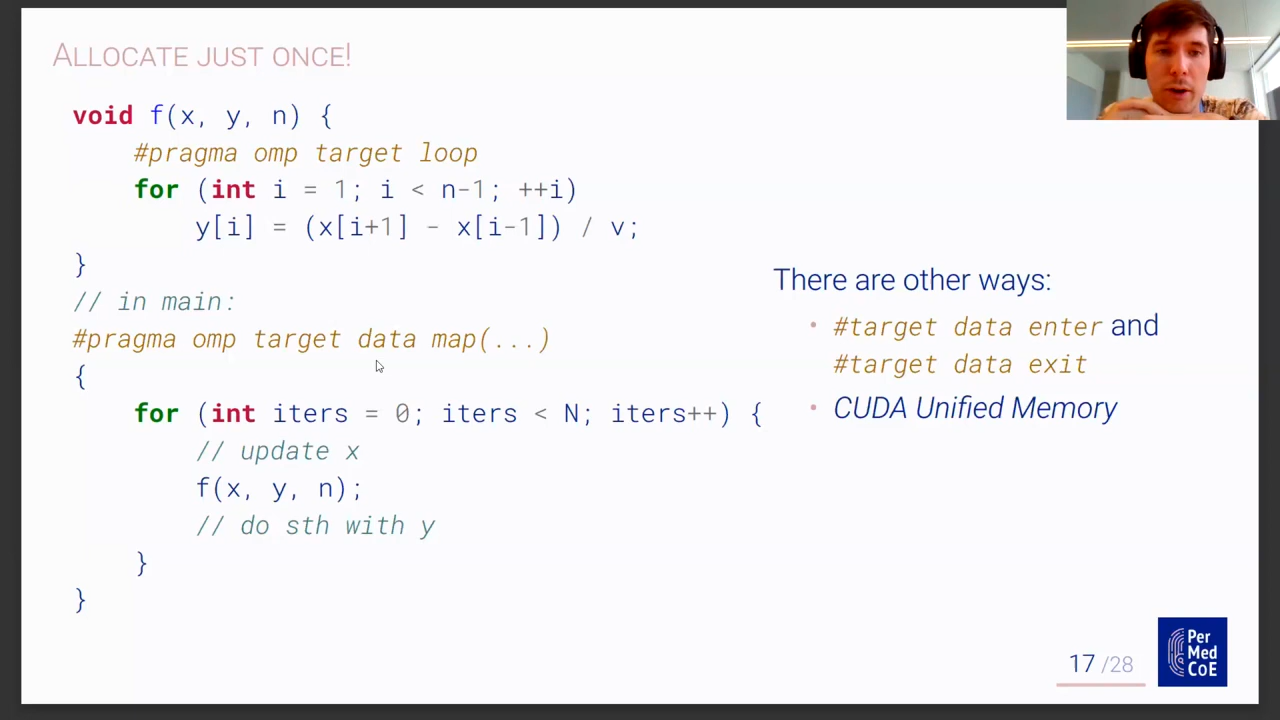 ALLOCATE JUST ONCE!
void f(x, y, n) {
#pragma omp target loop
for (int i = 1; i < n-1; ++i)
y[i] = (x[i+1] - x[i-1]) / v;
}
// in main:
#pragma omp target data map(...)
{
for (int iters = 0; iters < N; iters++) {
// update x
f(x, y, n);
// do sth with y
}
}
There are other ways:
• #target data enter and
#target data exit
• CUDA Unified Memory
17 /28
Per
Med
CoE